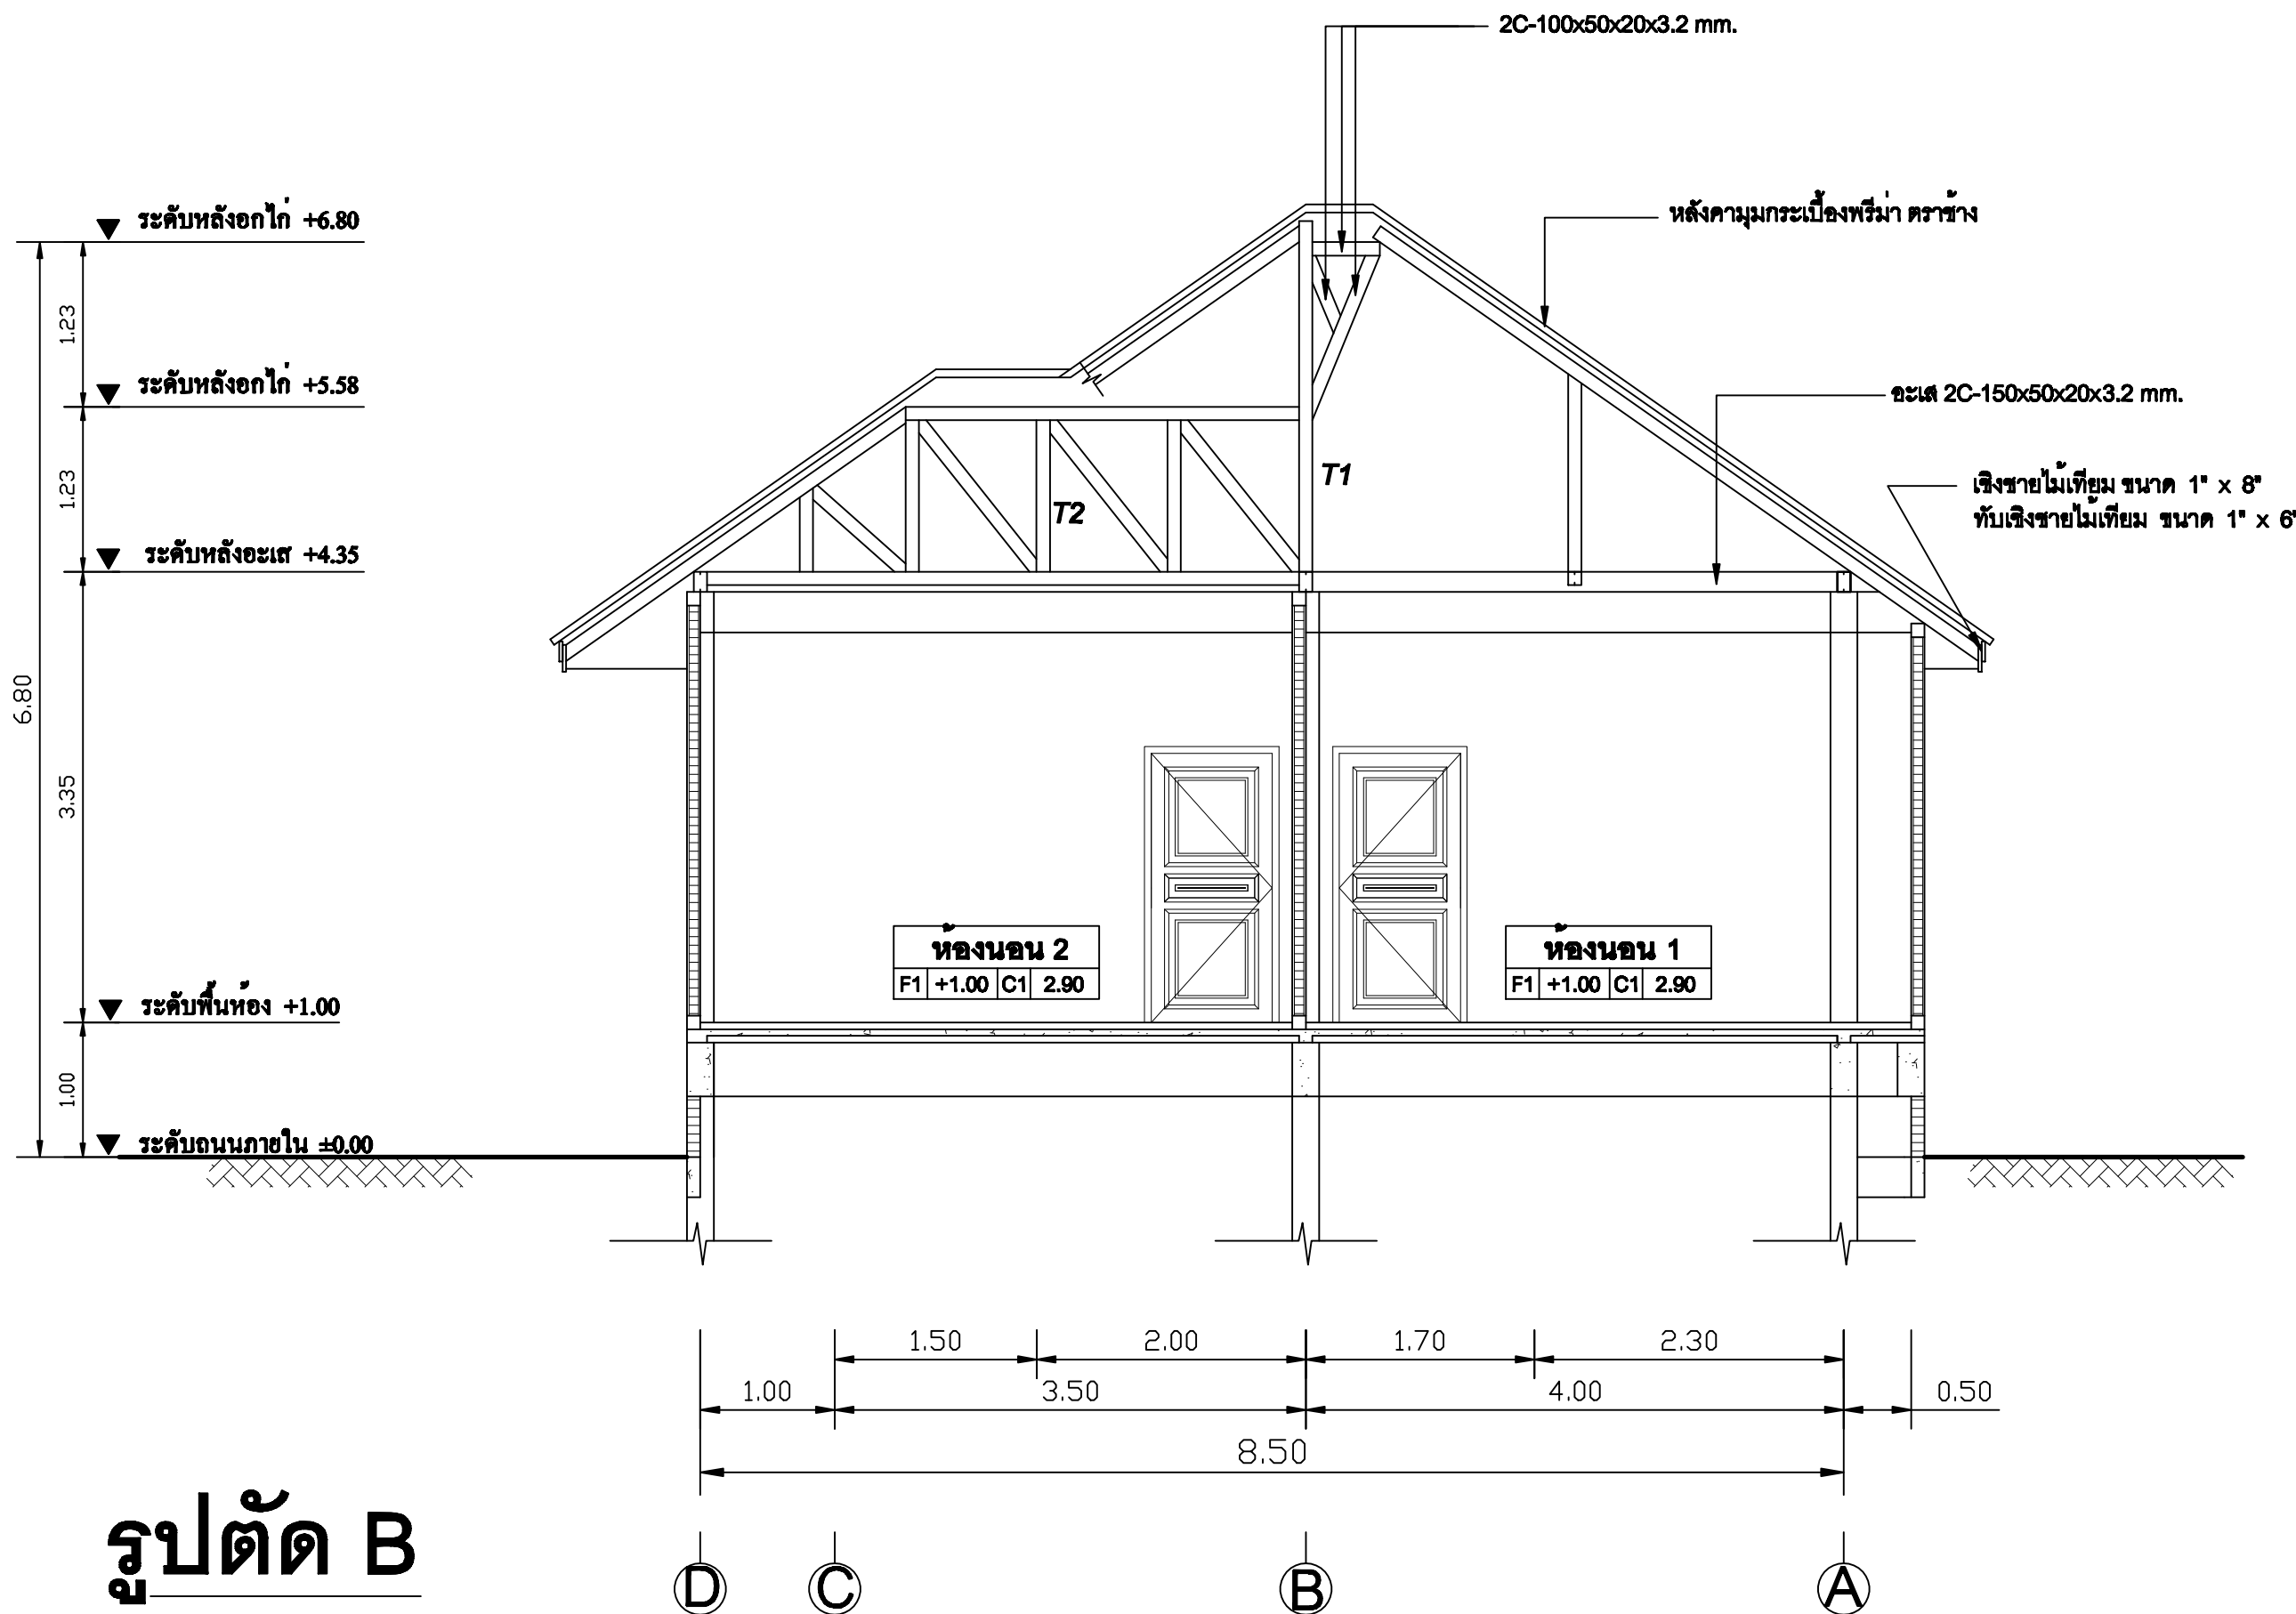 2C-100x50x20x3.2 mm.
ระดับหลังอกไก่ +6.80
หลังคามุมกระเบื้องพรีม่า ตราช้าง
1.23
ระดับหลังอกไก่ +5.58
อะเส 2C-150x50x20x3.2 mm.
1.23
T1
T2
เชิงชายไม้เทียม ขนาด 1" x 8"
ทับเชิงชายไม้เทียม ขนาด 1" x 6"
ระดับหลังอะเส +4.35
6.80
3.35
ห้องนอน 2
F1 +1.00 C1 2.90
ห้องนอน 1
F1 +1.00 C1 2.90
ระดับพื้นห้อง +1.00
1.00
ระดับถนนภายใน ±0.00
1.50 2.00 1.70 2.30
1.00 3.50 4.00 0.50
8.50
รูปตัด B
D C B A